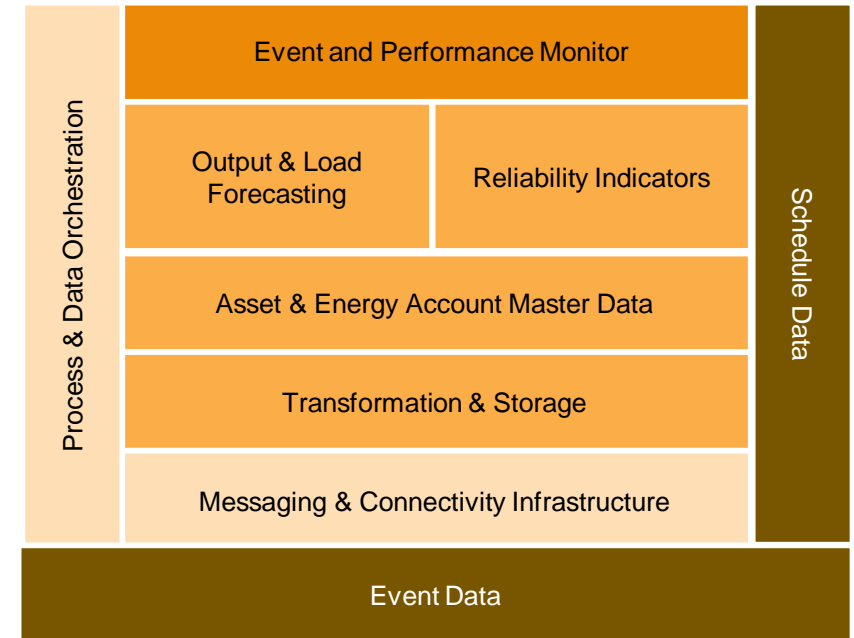 Event and Performance Monitor
Process & Data Orchestration
Output & Load
Forecasting
Reliability Indicators
Schedule Data
Asset & Energy Account Master Data
Transformation & Storage
Messaging & Connectivity Infrastructure
Event Data